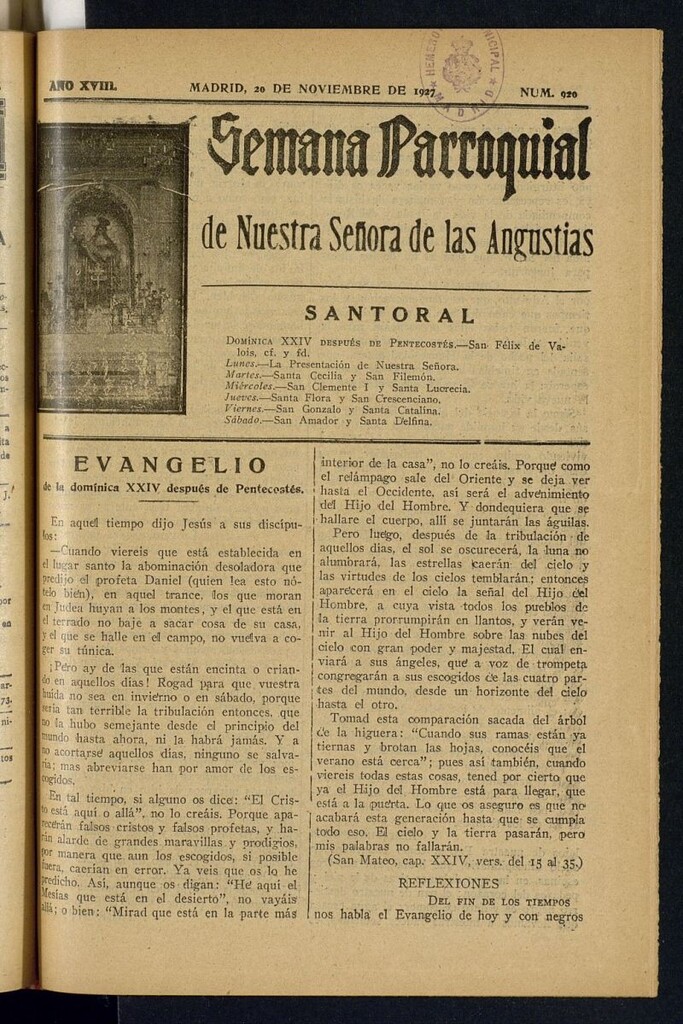 AÑO XVIII.
MADRID, 20 DE NOVIEMBRE DE 1927
NUM. 920
HEMEROTECA MUNICIPAL
MADRID
Semana Parroquial
de Nuestra Señora de las Angustias
SANTORAL
DOMÍNICA XXIV DESPUÉS DE PENTECOSTÉS.—San Félix de Va-
lois, cf. y fd.
Lunes.—La Presentación de Nuestra Señora.
Martes.—Santa Cecilia y San Filemón.
Miércoles.—San Clemente I y Santa Lucrecia.
Jueves.—Santa Flora y San Crescenciano.
Viernes.—San Gonzalo y Santa Catalina.
Sábado.—San Amador y Santa Delfina.
EVANGELIO
de la domínica XXIV después de Pentecostés.
En aquel tiempo dijo Jesús a sus discípu-
los:
—Cuando viereis que está establecida en
el lugar santo la abominación desoladora que
predijo el profeta Daniel (quien lea esto nó-
telo bien), en aquel trance, los que moran
en Judea huyan a los montes, y el que está en
el terrado no baje a sacar cosa de su casa,
y el que se halle en el campo, no vuelva a co-
ger su túnica.
¡Pero ay de las que están encinta o crian-
do en aquellos días! Rogad para que vuestra
huída no sea en invierno o en sábado, porque
sería tan terrible la tribulación entonces, que
no la hubo semejante desde el principio del
mundo hasta ahora, ni la habrá jamás. Y a
no acortarse aquellos días, ninguno se salva-
ría; mas abreviarse han por amor de los es-
cogidos.
En tal tiempo, si alguno os dice: "El Cris-
to está aquí o allá", no lo creáis. Porque apa-
recerán falsos cristos y falsos profetas, y ha-
rán alarde de grandes maravillas y prodigios,
por manera que aun los escogidos, si posible
fuera, caerían en error. Ya veis que os lo he
predicho. Así, aunque os digan: "He aquí el
Mesías que está en el desierto", no vayáis
allá; o bien: "Mirad que está en la parte más
interior de la casa", no lo creáis. Porque como
el relámpago sale del Oriente y se deja ver
hasta el Occidente, así será el advenimiento
del Hijo del Hombre. Y dondequiera que se
hallare el cuerpo, allí se juntarán las águilas.
Pero luego, después de la tribulación de
aquellos días, el sol se oscurecerá, la luna no
alumbrará, las estrellas caerán del cielo y
las virtudes de los cielos temblarán; entonces
aparecerá en el cielo la señal del Hijo del
Hombre, a cuya vista todos los pueblos de
la tierra prorrumpirán en llantos, y verán ve-
nir al Hijo del Hombre sobre las nubes del
cielo con gran poder y majestad. El cual en-
viará a sus ángeles, que a voz de trompeta
congregarán a sus escogidos de las cuatro par-
tes del mundo, desde un horizonte del cielo
hasta el otro.
Tomad esta comparación sacada del árbol
de la higuera: "Cuando sus ramas están ya
tiernas y brotan las hojas, conocéis que el
verano está cerca"; pues así también, cuando
viereis todas estas cosas, tened por cierto que
ya el Hijo del Hombre está para llegar, que
está a la puerta. Lo que os aseguro es que no
acabará esta generación hasta que se cumpla
todo eso. El cielo y la tierra pasarán, pero
mis palabras no fallarán.
(San Mateo, cap. XXIV, vers. del 15 al 35.)
REFLEXIONES
DEL FIN DE LOS TIEMPOS
nos habla el Evangelio de hoy y con negros